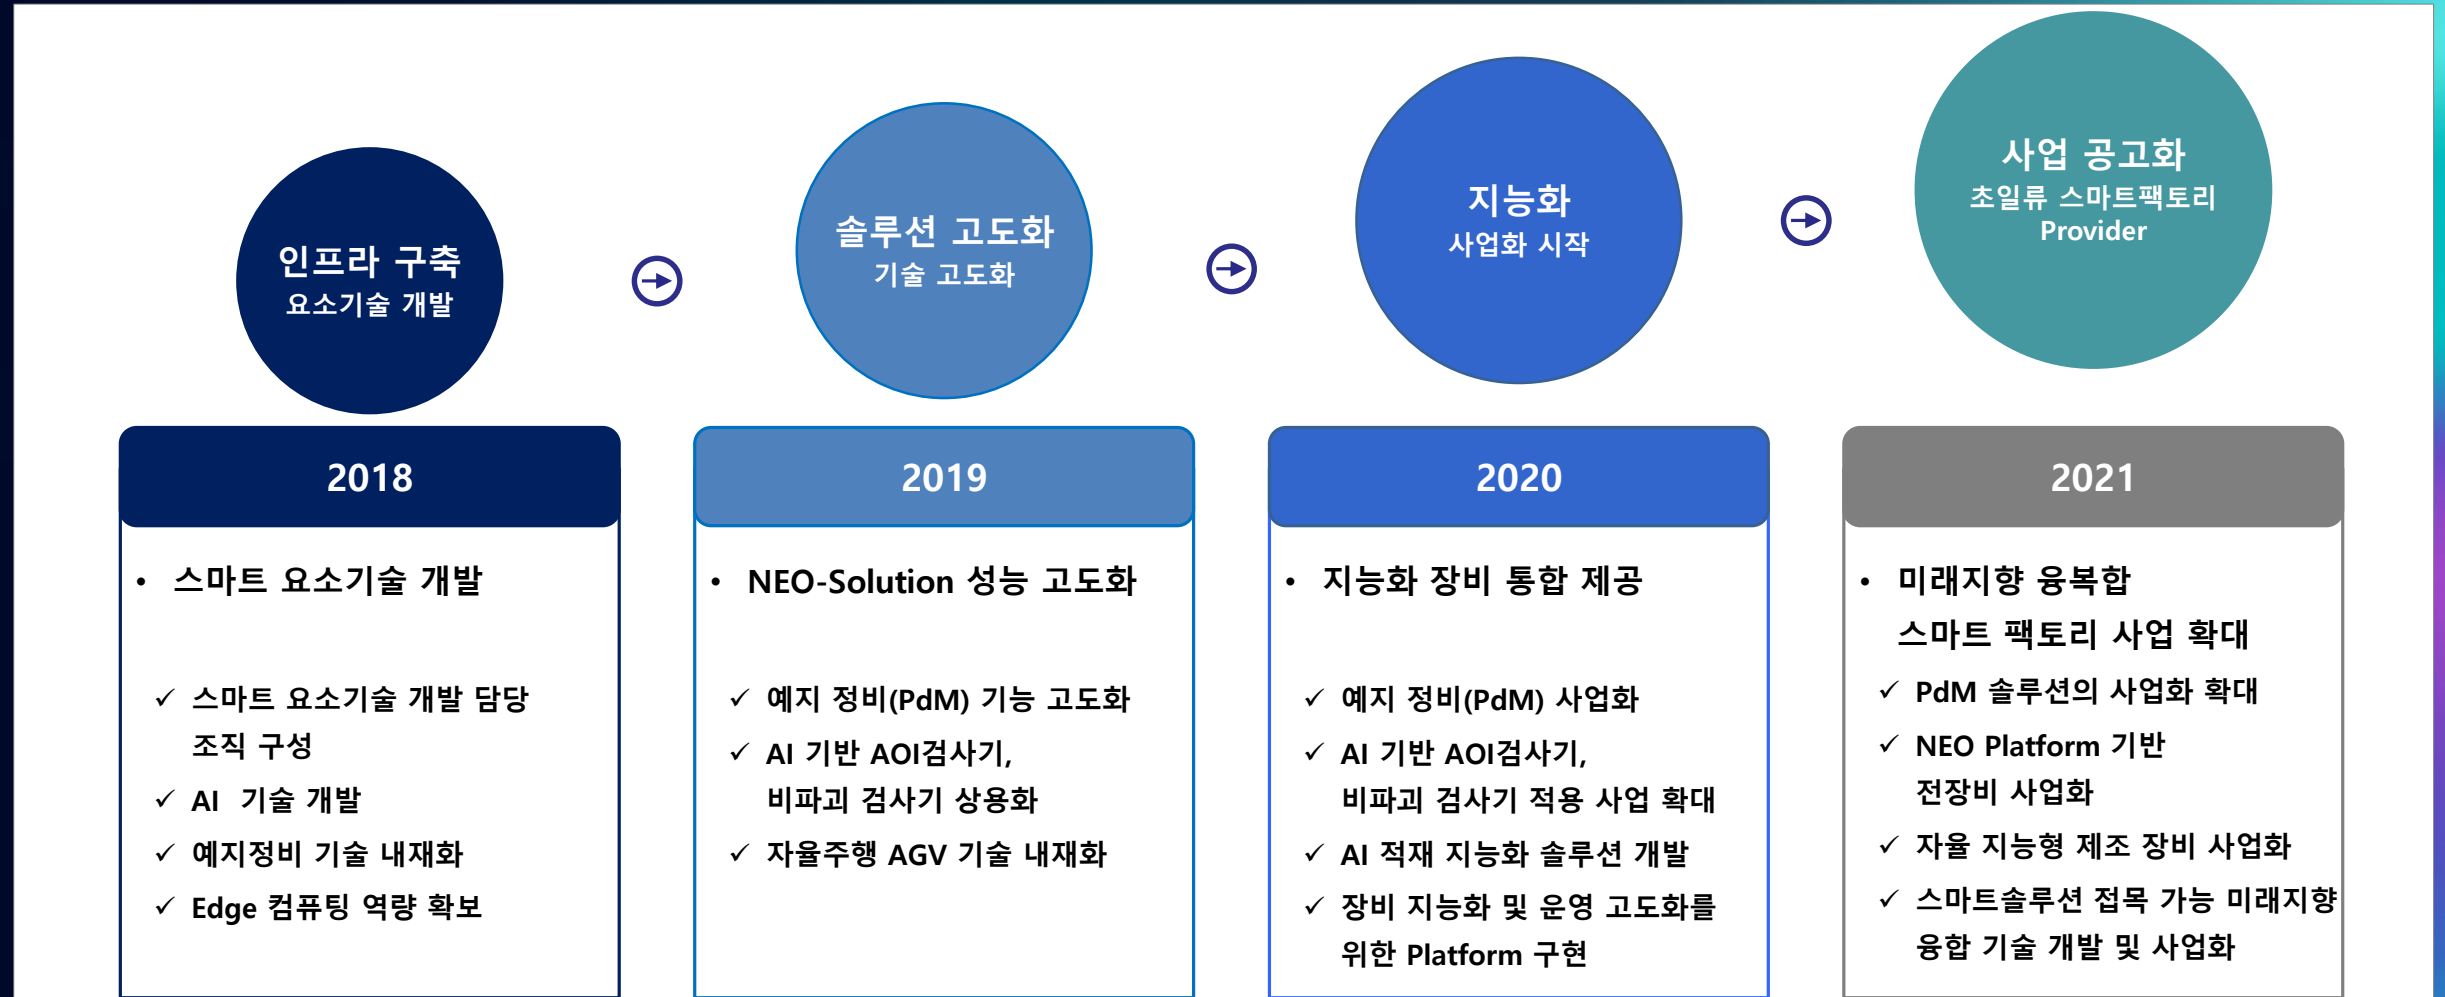 인프라 구축
요소기술 개발
솔루션 고도화
기술 고도화
지능화
사업화 시작
사업 공고화
초일류 스마트팩토리
Provider
2018
• 스마트 요소기술 개발
✓ 스마트 요소기술 개발 담당
조직 구성
✓ AI 기술 개발
✓ 예지정비 기술 내재화
✓ Edge 컴퓨팅 역량 확보
2019
• NEO-Solution 성능 고도화
✓ 예지 정비(PdM) 기능 고도화
✓ AI 기반 AOI검사기,
비파괴 검사기 상용화
✓ 자율주행 AGV 기술 내재화
2020
• 지능화 장비 통합 제공
✓ 예지 정비(PdM) 사업화
✓ AI 기반 AOI검사기,
비파괴 검사기 적용 사업 확대
✓ AI 적재 지능화 솔루션 개발
✓ 장비 지능화 및 운영 고도화를
위한 Platform 구현
2021
• 미래지향 융복합
스마트 팩토리 사업 확대
✓ PdM 솔루션의 사업화 확대
✓ NEO Platform 기반
전장비 사업화
✓ 자율 지능형 제조 장비 사업화
✓ 스마트솔루션 접목 가능 미래지향
융합 기술 개발 및 사업화